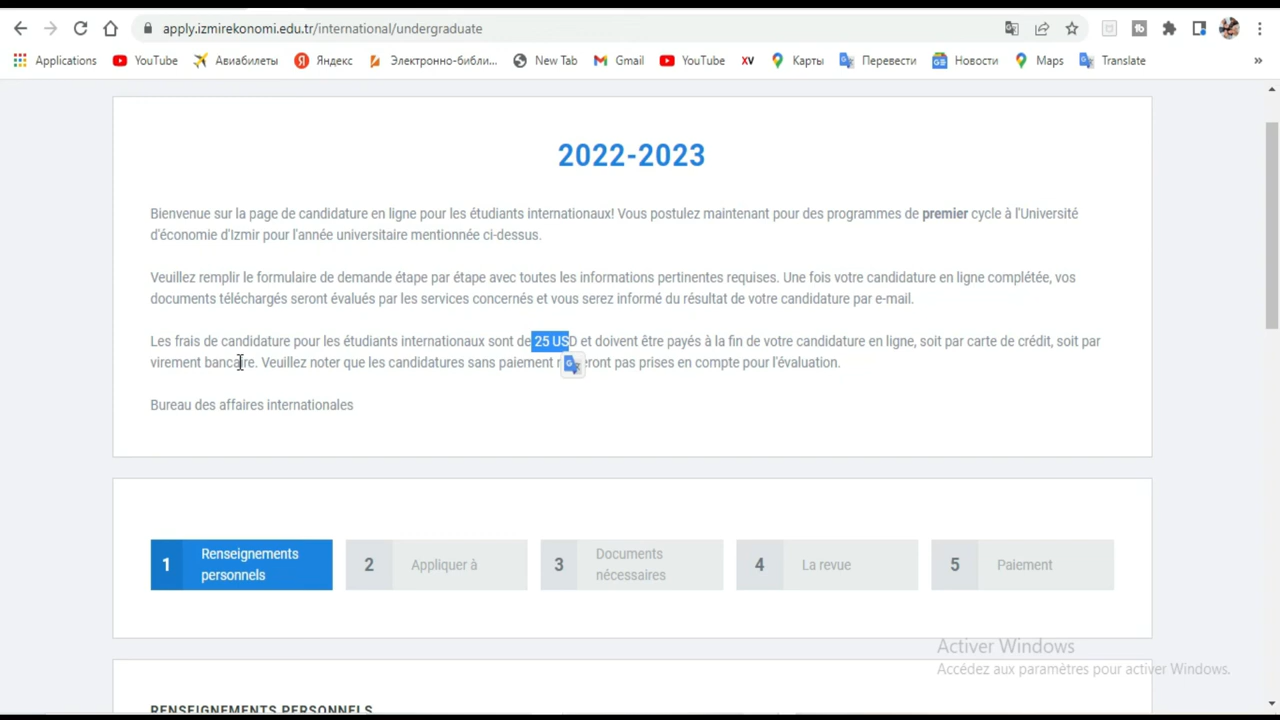 apply.izmirekonomi.edu.tr/international/undergraduate
Applications YouTube Авиабилеты Яндекс Электронно-библи... New Tab Gmail YouTube XV Карты Перевести Новости Maps Translate »
2022-2023
Bienvenue sur la page de candidature en ligne pour les étudiants internationaux! Vous postulez maintenant pour des programmes de premier cycle à l'Université
d'économie d'Izmir pour l'année universitaire mentionnée ci-dessus.
Veuillez remplir le formulaire de demande étape par étape avec toutes les informations pertinentes requises. Une fois votre candidature en ligne complétée, vos
documents téléchargés seront évalués par les services concernés et vous serez informé du résultat de votre candidature par e-mail.
Les frais de candidature pour les étudiants internationaux sont de 25 USD et doivent être payés à la fin de votre candidature en ligne, soit par carte de crédit, soit par
virement bancaire. Veuillez noter que les candidatures sans paiement pas prises en compte pour l'évaluation.
Bureau des affaires internationales
1 Renseignements personnels
2 Appliquer à
3 Documents nécessaires
4 La revue
5 Paiement
Activer Windows
Accédez aux paramètres pour activer Windows.
RENSEIGNEMENTS PERSONNELS